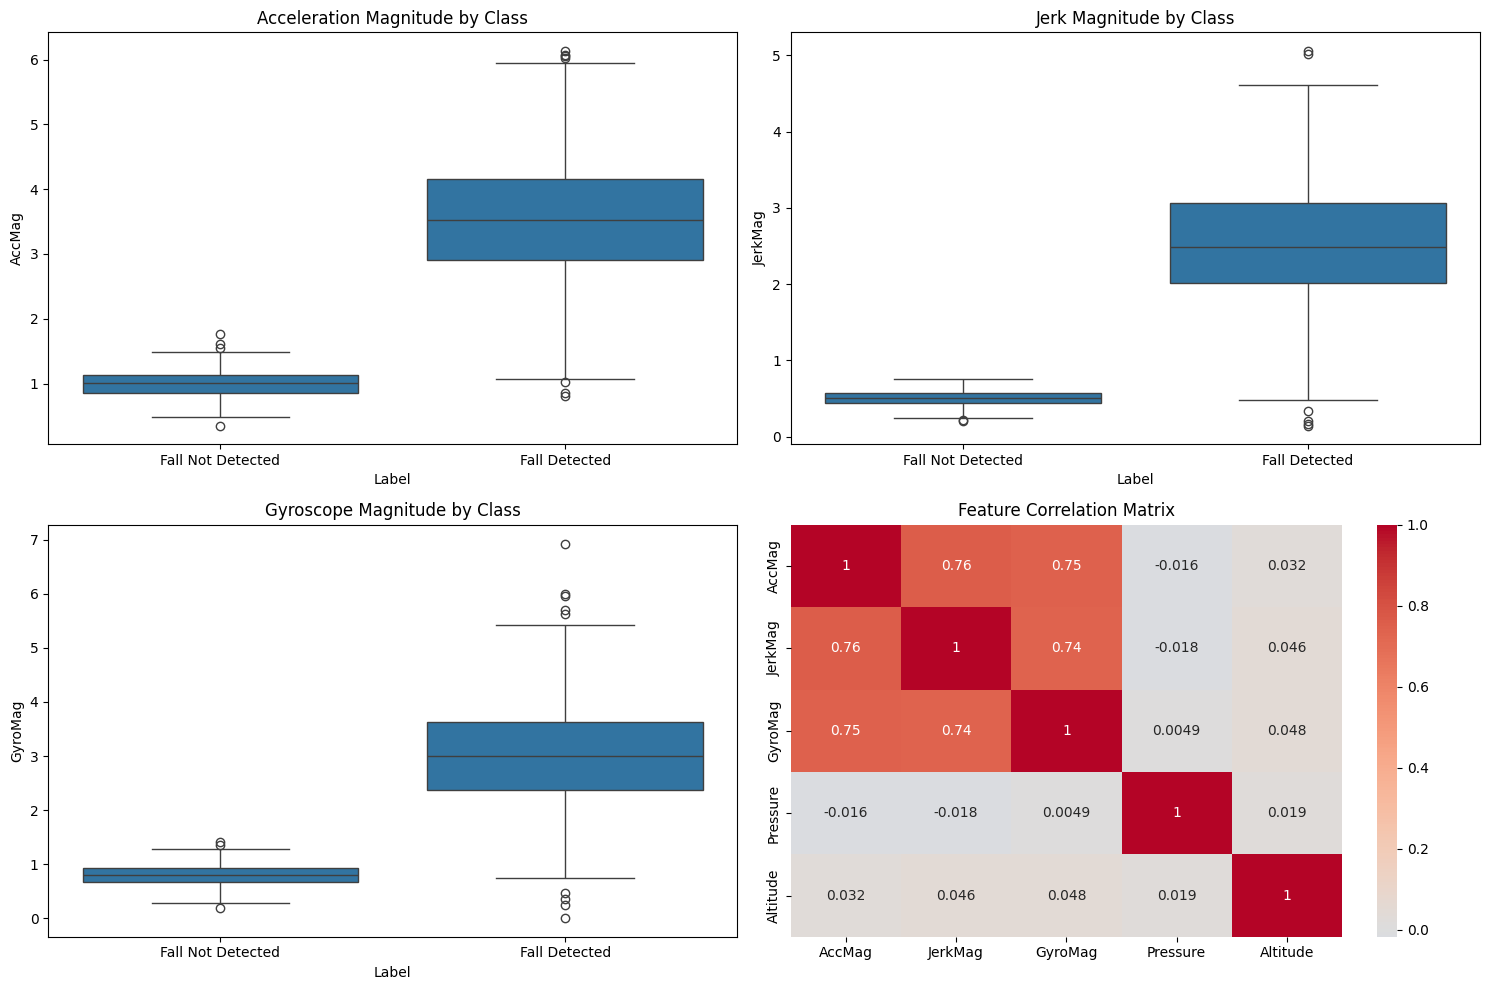 Acceleration Magnitude by Class
AccMag
6
5
4
3
2
1
Fall Not Detected Fall Detected
Label
Jerk Magnitude by Class
JerkMag
5
4
3
2
1
0
Fall Not Detected Fall Detected
Label
Gyroscope Magnitude by Class
GyroMag
7
6
5
4
3
2
1
0
Fall Not Detected Fall Detected
Label
Feature Correlation Matrix
AccMag 1 0.76 0.75 -0.016 0.032
JerkMag 0.76 1 0.74 -0.018 0.046
GyroMag 0.75 0.74 1 0.0049 0.048
Pressure -0.016 -0.018 0.0049 1 0.019
Altitude 0.032 0.046 0.048 0.019 1
AccMag JerkMag GyroMag Pressure Altitude
1.0
0.8
0.6
0.4
0.2
0.0